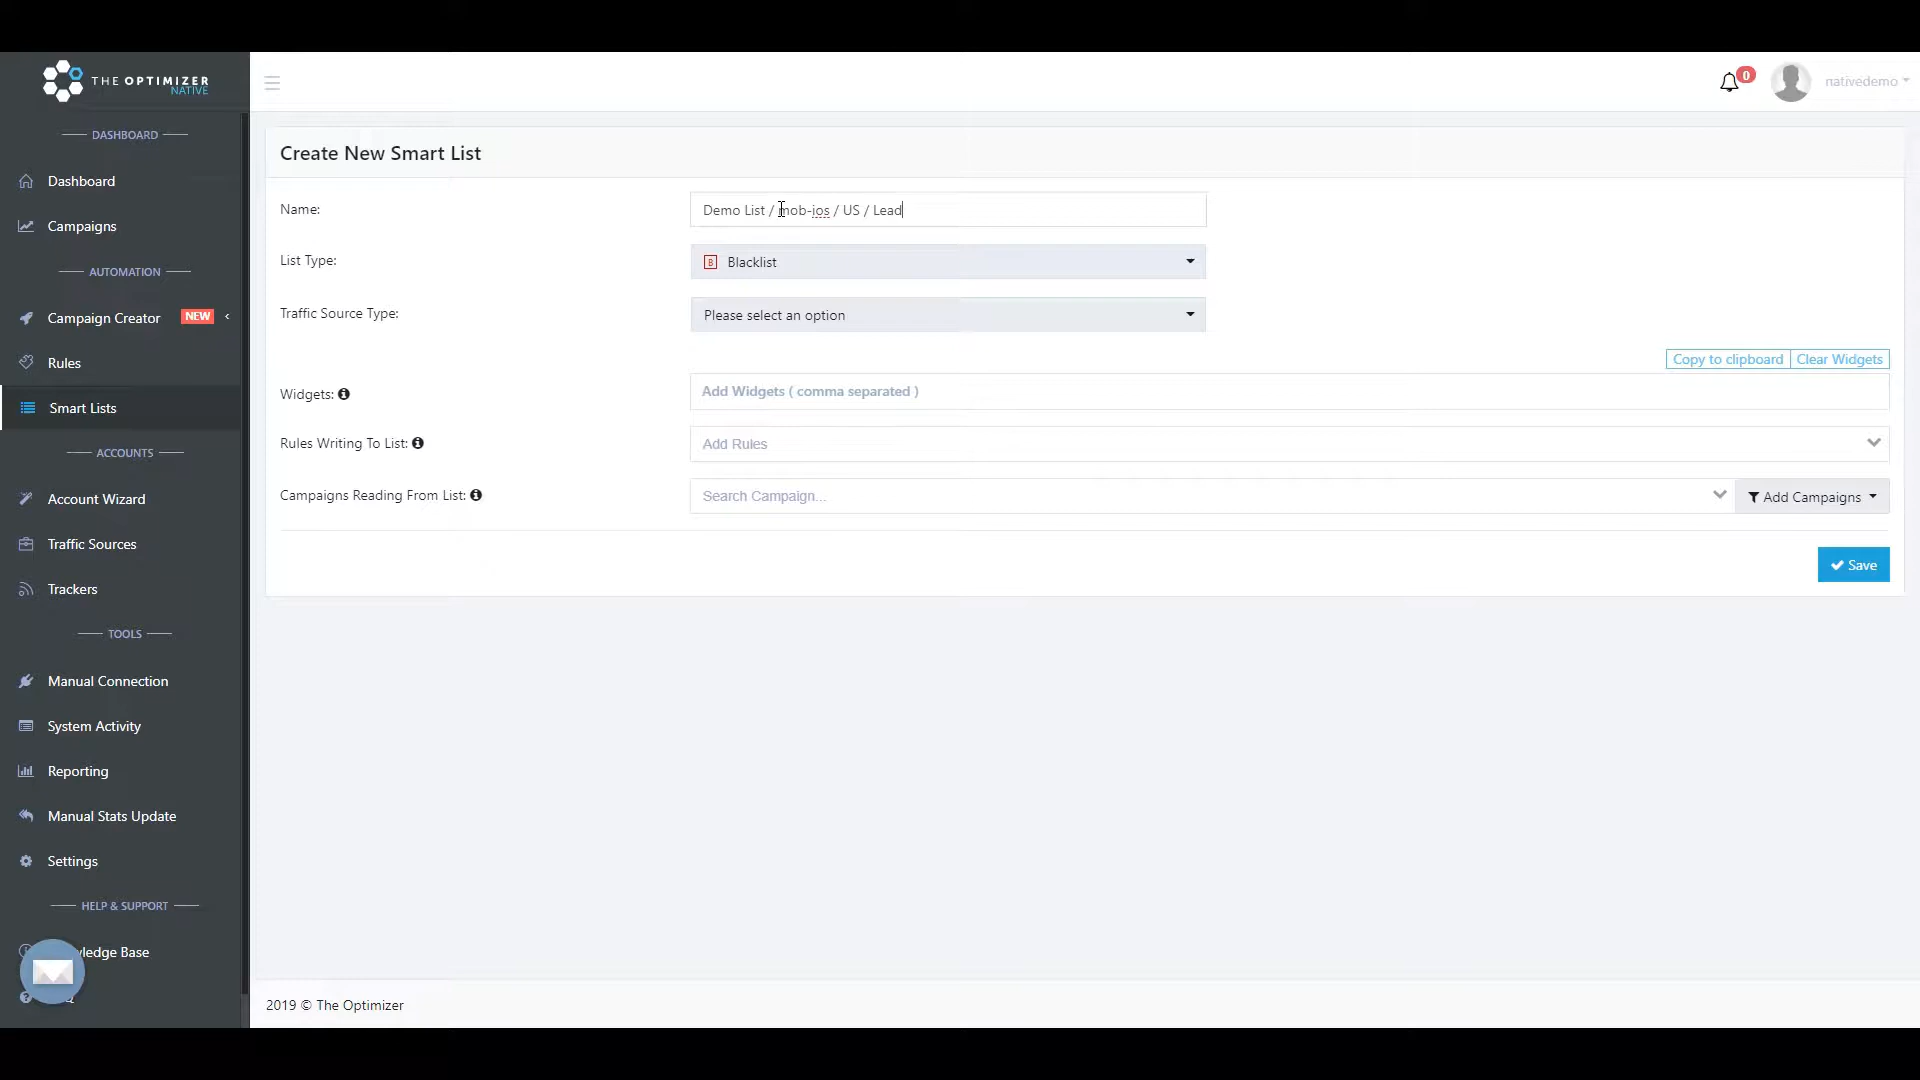 THE OPTIMIZER
NATIVE
0
nativedemo
DASHBOARD
Dashboard
Campaigns
AUTOMATION
Campaign Creator NEW
Rules
Smart Lists
ACCOUNTS
Account Wizard
Traffic Sources
Trackers
TOOLS
Manual Connection
System Activity
Reporting
Manual Stats Update
Settings
HELP & SUPPORT
ledge Base
Create New Smart List
Name: Demo List / mob-ios / US / Lead
List Type: B Blacklist
Traffic Source Type: Please select an option
Copy to clipboard Clear Widgets
Widgets: Add Widgets ( comma separated )
Rules Writing To List: Add Rules
Campaigns Reading From List: Search Campaign... Add Campaigns
Save
2019 © The Optimizer